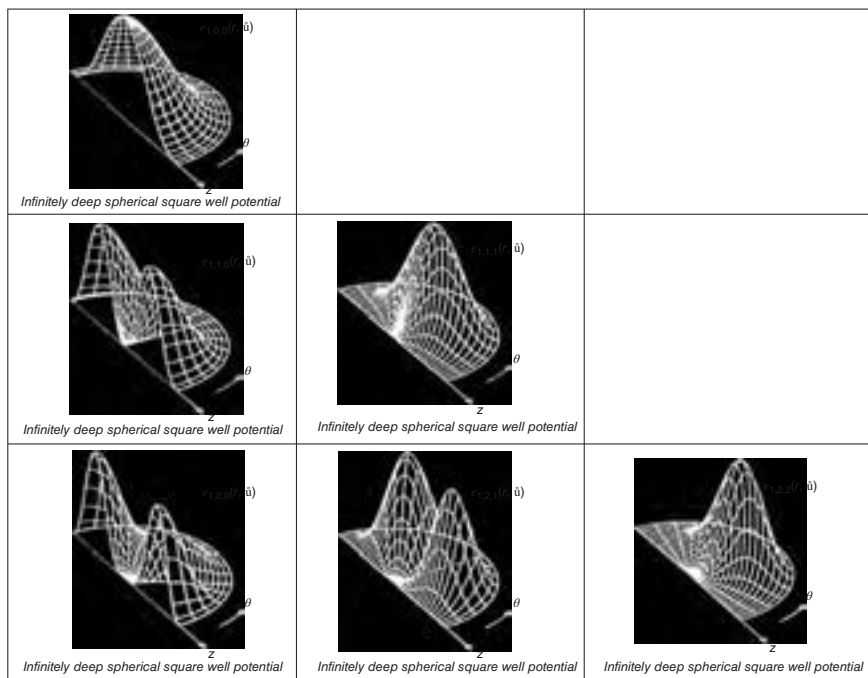 θ
z
Infinitely deep spherical square well potential
θ
z
Infinitely deep spherical square well potential
θ
z
Infinitely deep spherical square well potential
θ
z
Infinitely deep spherical square well potential
θ
z
Infinitely deep spherical square well potential
θ
z
Infinitely deep spherical square well potential